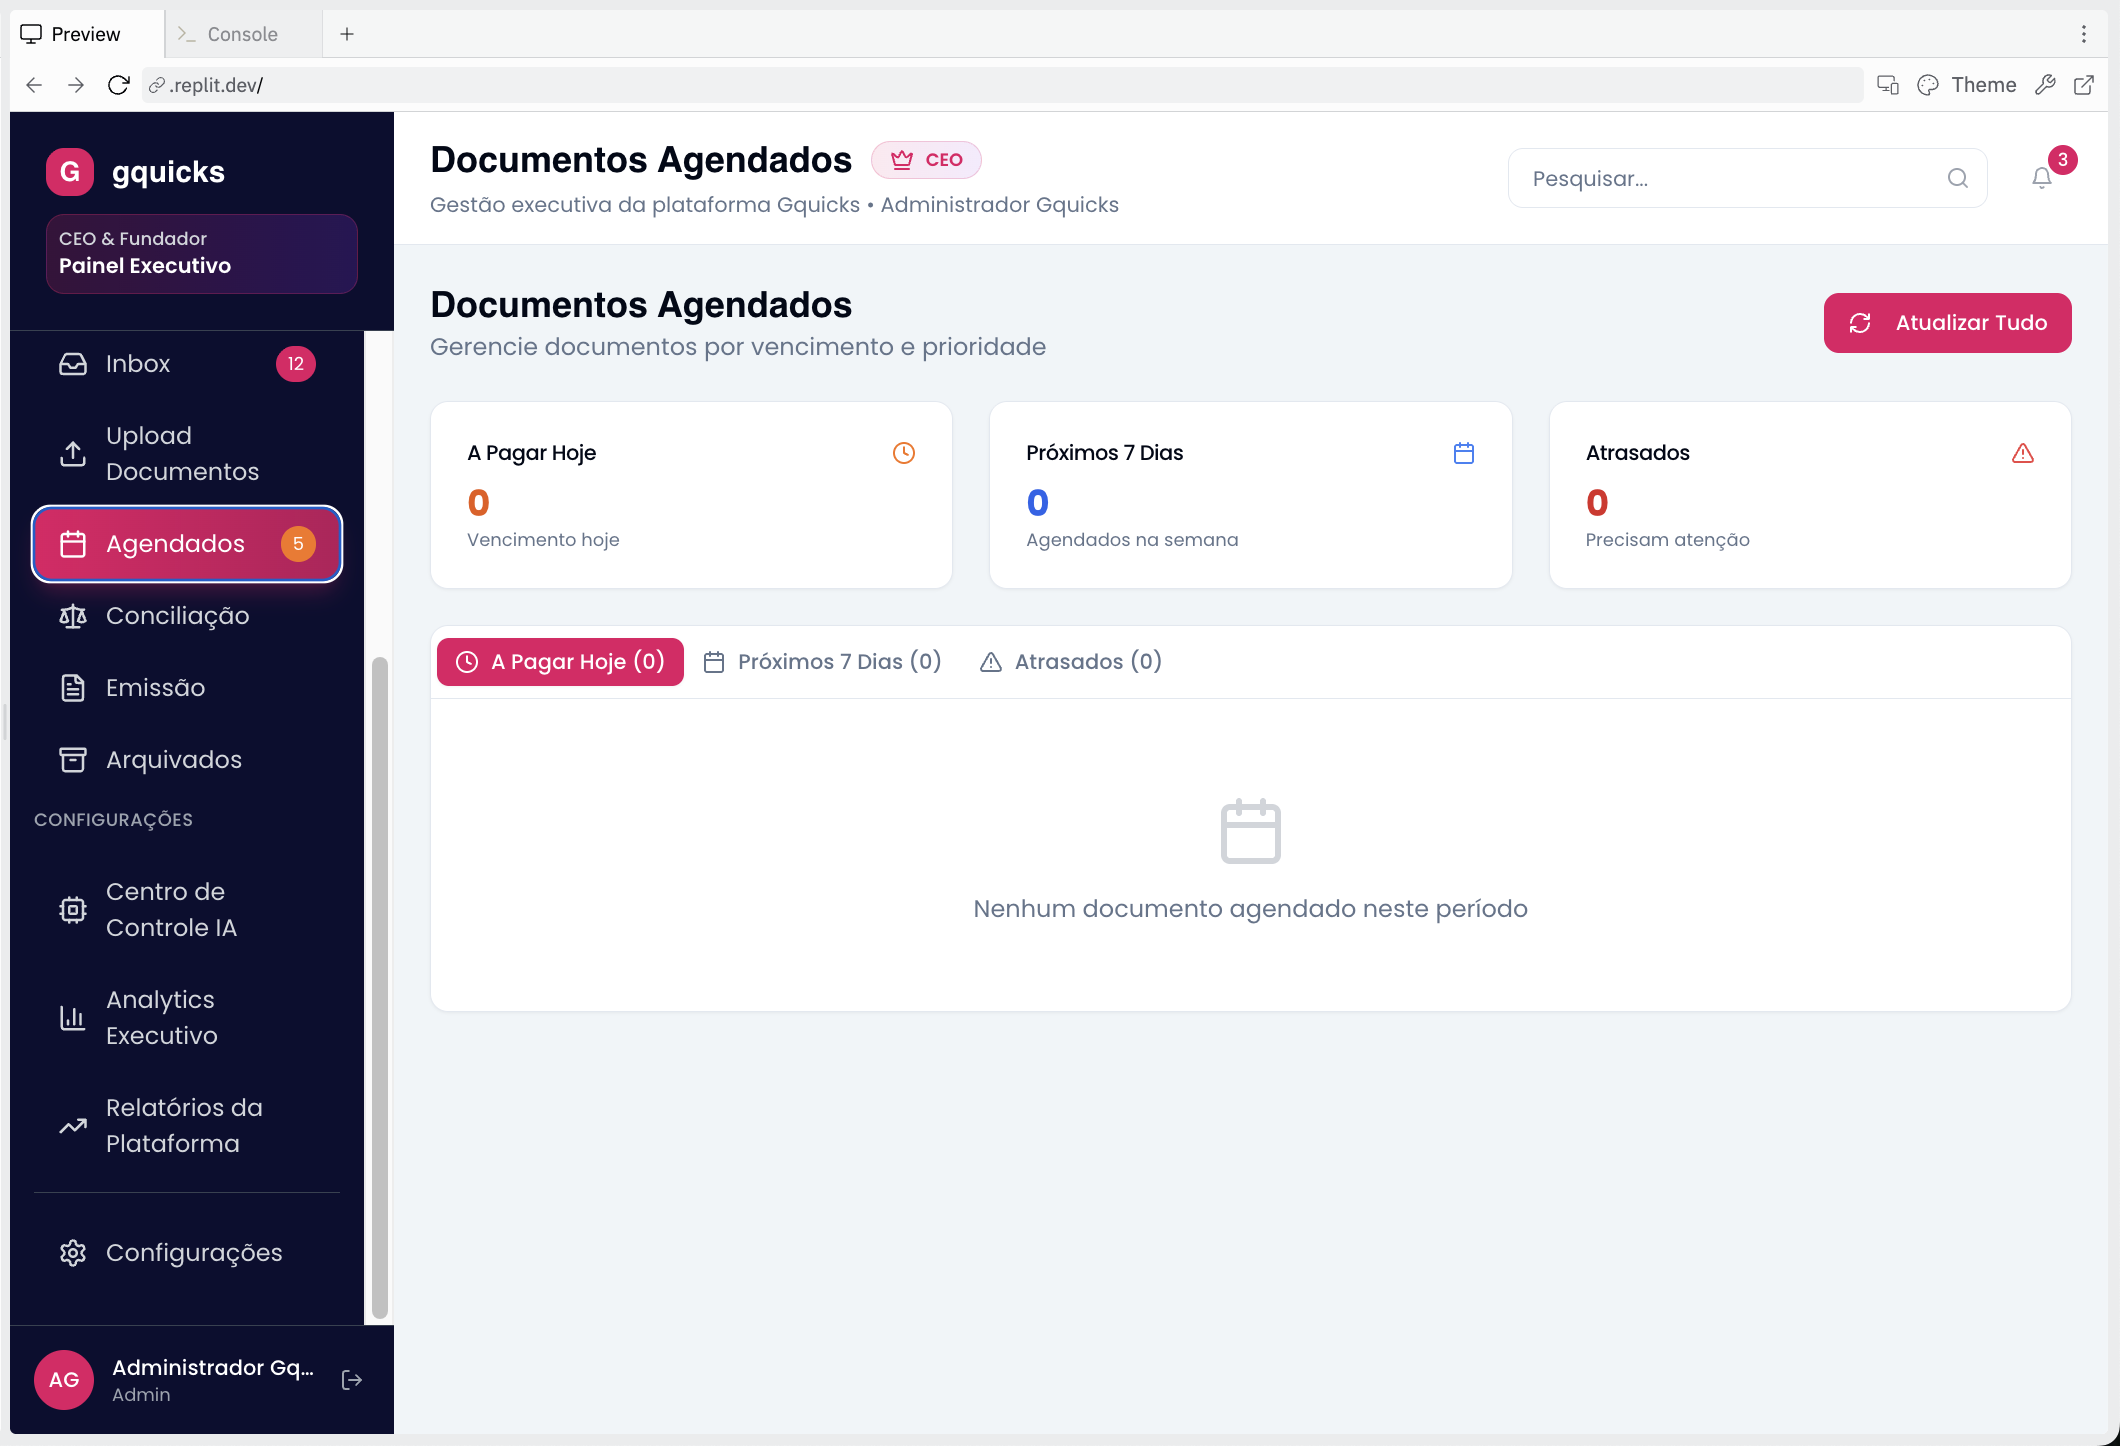 Preview
Console
.replit.dev/
Theme
G
gquicks
CEO & Fundador
Painel Executivo
Inbox
12
Upload
Documentos
Agendados
5
Conciliação
Emissão
Arquivados
CONFIGURAÇÕES
Centro de
Controle IA
Analytics
Executivo
Relatórios da
Plataforma
Configurações
AG
Administrador Gq...
Admin
Documentos Agendados
CEO
Gestão executiva da plataforma Gquicks • Administrador Gquicks
Pesquisar...
3
Documentos Agendados
Gerencie documentos por vencimento e prioridade
Atualizar Tudo
A Pagar Hoje
0
Vencimento hoje
Próximos 7 Dias
0
Agendados na semana
Atrasados
0
Precisam atenção
A Pagar Hoje (0)
Próximos 7 Dias (0)
Atrasados (0)
Nenhum documento agendado neste período